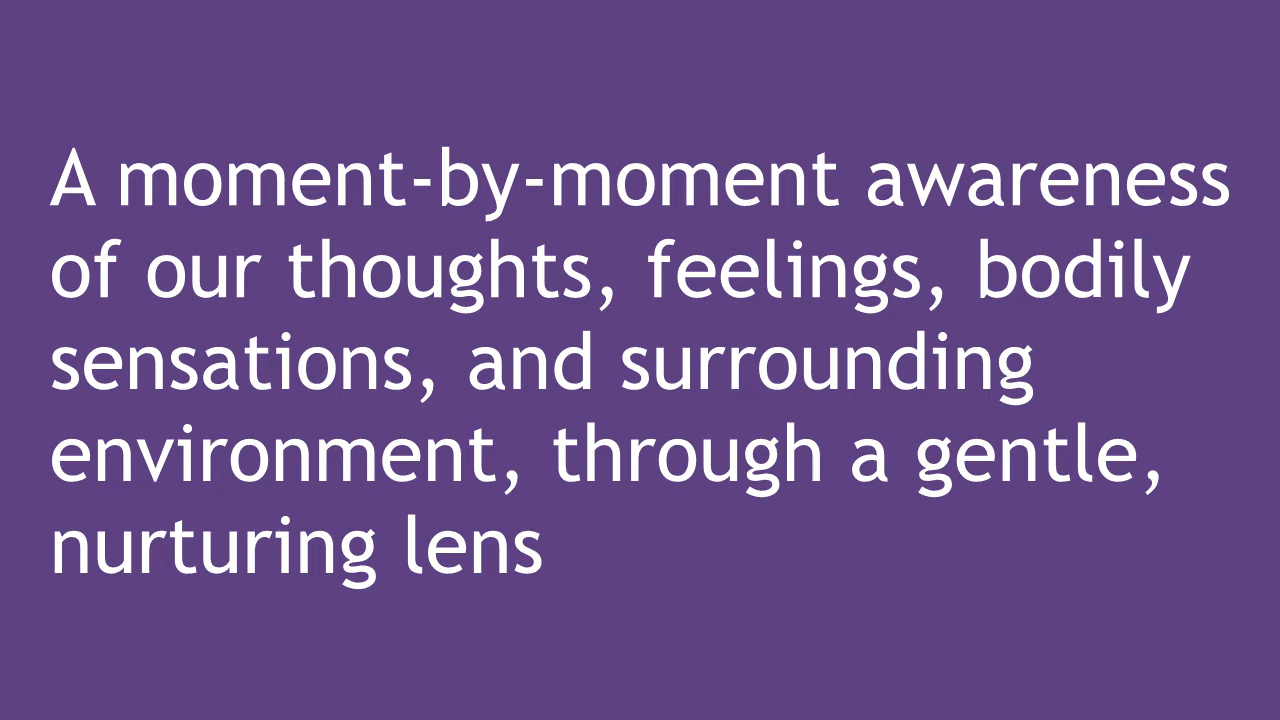 A moment-by-moment awareness
of our thoughts, feelings, bodily
sensations, and surrounding
environment, through a gentle,
nurturing lens